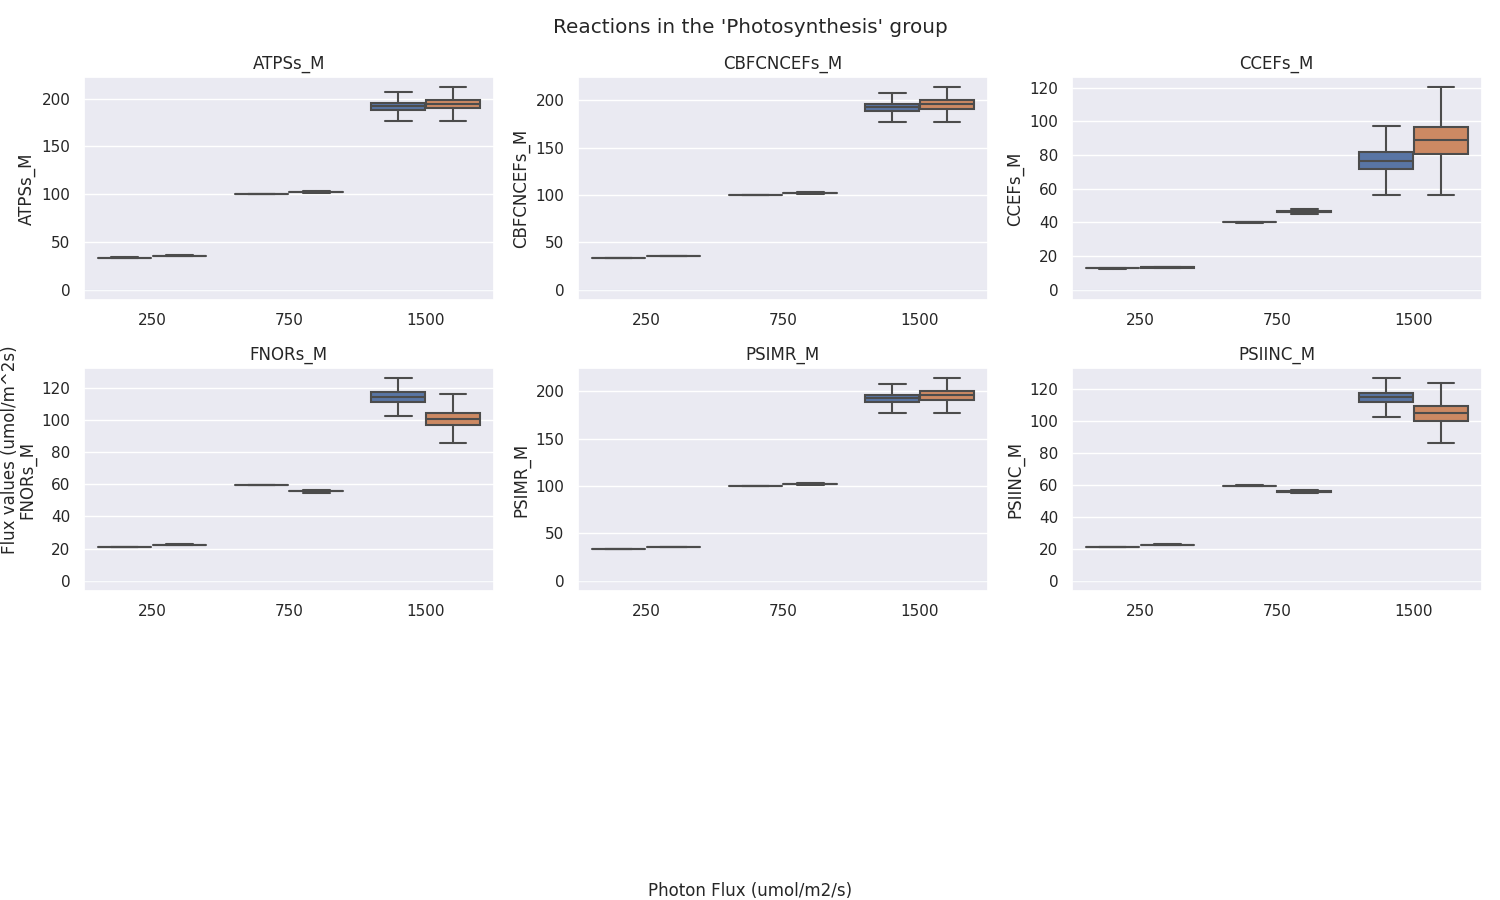 Reactions in the 'Photosynthesis' group
ATPSs_M
ATPSs_M
200
150
100
50
0
250 750 1500
CBFCNCEFs_M
CBFCNCEFs_M
200
150
100
50
0
250 750 1500
CCEFs_M
CCEFs_M
120
100
80
60
40
20
0
250 750 1500
Flux values (umol/m^2s)
FNORs_M
FNORs_M
120
100
80
60
40
20
0
250 750 1500
PSIMR_M
PSIMR_M
200
150
100
50
0
250 750 1500
PSIINC_M
PSIINC_M
120
100
80
60
40
20
0
250 750 1500
Photon Flux (umol/m2/s)